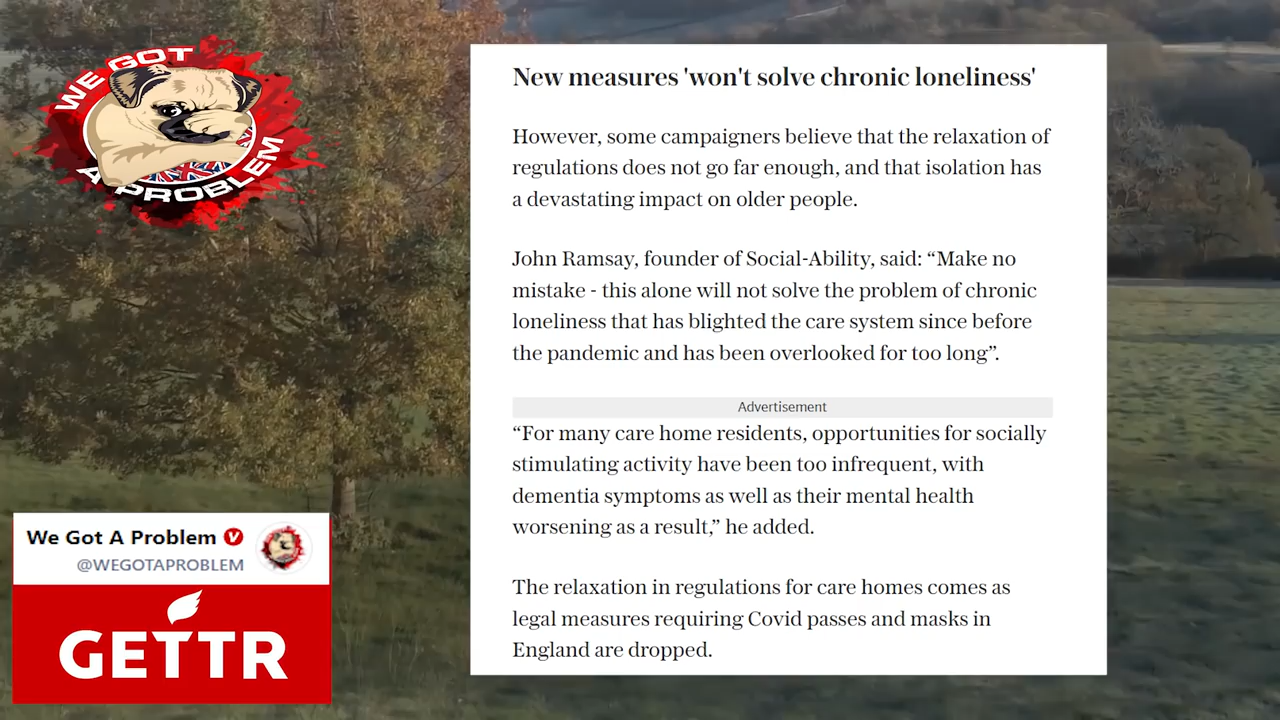 WE GOT
A PROBLEM
New measures 'won't solve chronic loneliness'
However, some campaigners believe that the relaxation of
regulations does not go far enough, and that isolation has
a devastating impact on older people.
John Ramsay, founder of Social-Ability, said: “Make no
mistake - this alone will not solve the problem of chronic
loneliness that has blighted the care system since before
the pandemic and has been overlooked for too long”.
Advertisement
“For many care home residents, opportunities for socially
stimulating activity have been too infrequent, with
dementia symptoms as well as their mental health
worsening as a result,” he added.
The relaxation in regulations for care homes comes as
legal measures requiring Covid passes and masks in
England are dropped.
We Got A Problem V
@WEGOTAPROBLEM
GETTR